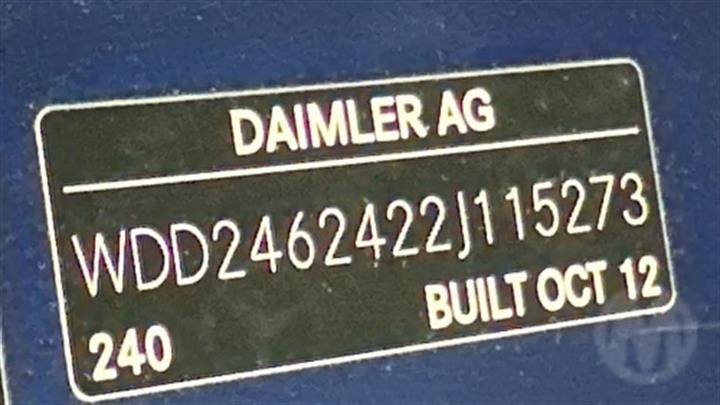 DAIMLER AG
WDD2462422J115273
240
BUILT OCT 12